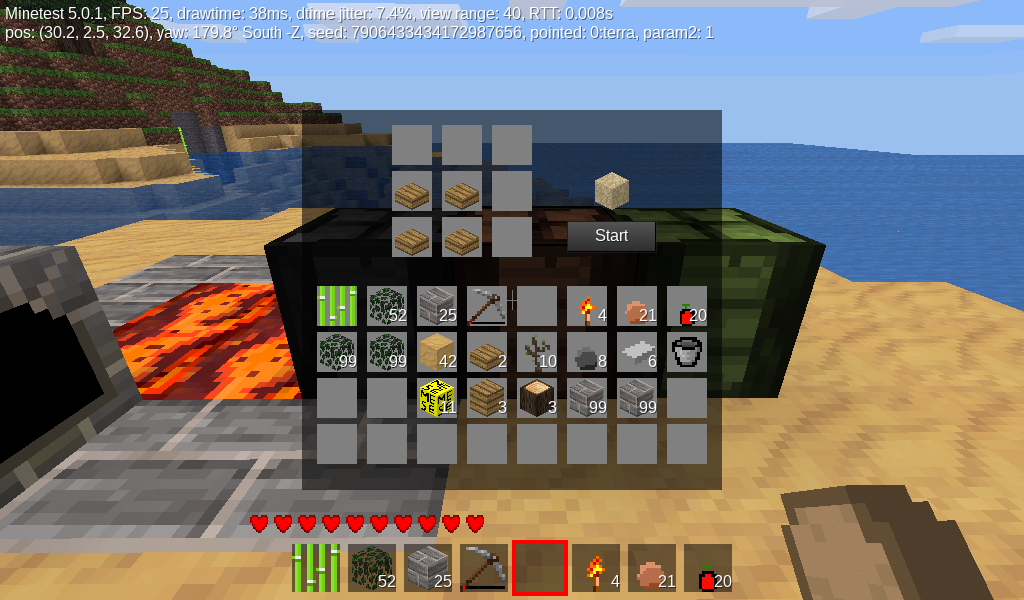 Minetest 5.0.1, FPS: 25, drawtime: 38ms, dtime jitter: 7.4%, view range: 40, RTT: 0.008s
pos: (30.2, 2.5, 32.6), yaw: 179.8° South -Z, seed: 7906433434172987656, pointed: 0:terra, param2: 1
Start
52 25 4 21 20
99 99 42 2 10 8 6
MESE 11 3 3 99 99
52 25 4 21 20